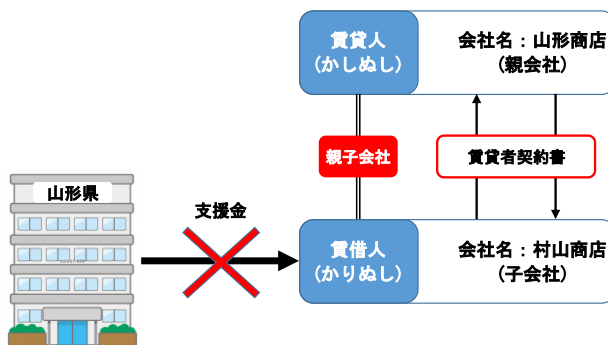 賃貸人
(かしぬし)
会社名：山形商店
(親会社)
親子会社
賃貸者契約書
山形県
支援金
賃借人
(かりぬし)
会社名：村山商店
(子会社)